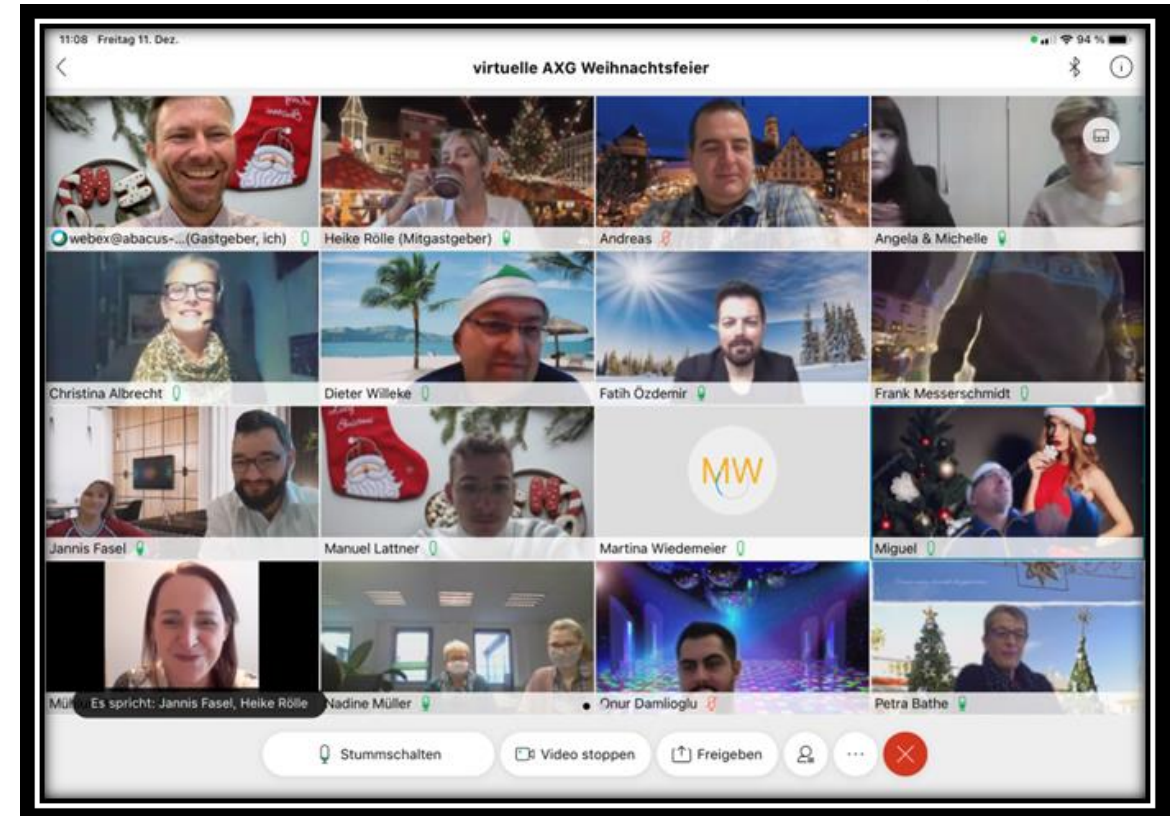 11:08 Freitag 11. Dez.
94 %
virtuelle AXG Weihnachtsfeier
webex@abacus-...(Gastgeber, ich)
Heike Rölle (Mitgastgeber)
Andreas
Angela & Michelle
Christina Albrecht
Dieter Willeke
Fatih Özdemir
Frank Messerschmidt
Christmas
Jannis Fasel
Manuel Lattner
MW
Martina Wiedemeier
Miguel
Es spricht: Jannis Fasel, Heike Rölle
Nadine Müller
Onur Damlioglu
Petra Bathe
Stummschalten
Video stoppen
Freigeben